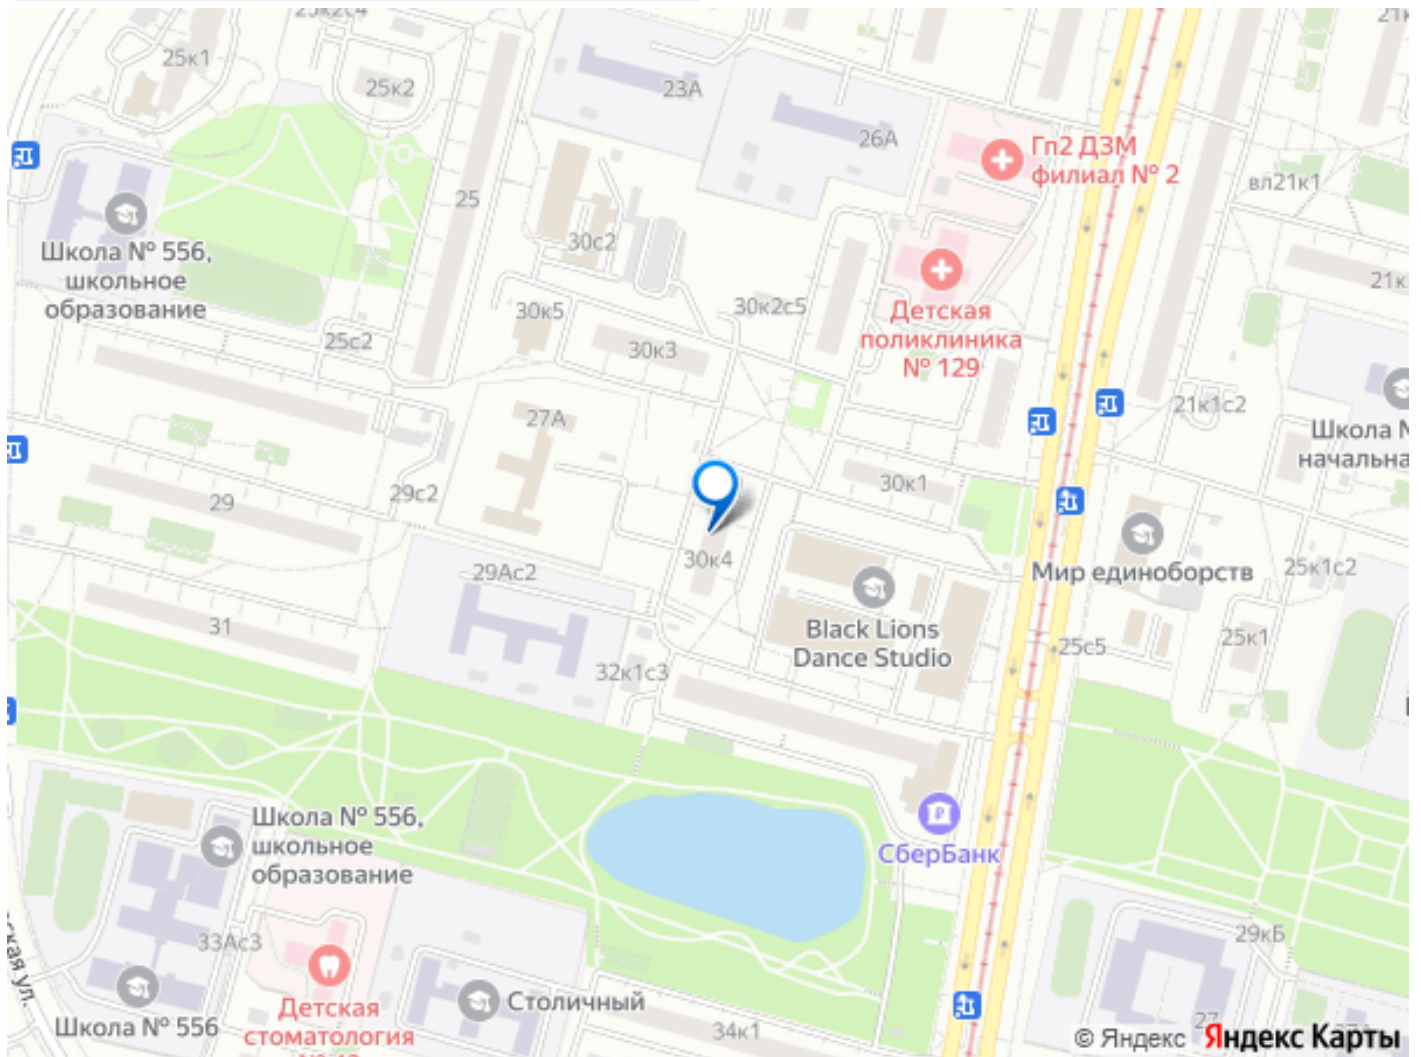 25к2с4
25к1
25к2
23А
26А
Гп2 ДЗМ
филиал № 2
вл21к1
25
30с2
Школа № 556,
школьное
образование
30к5
30к2с5
Детская
поликлиника
№ 129
25с2
30к3
27А
21к1с2
29
29с2
30к1
30к4
29Ас2
Мир единоборств
25к1с2
31
Black Lions
Dance Studio
25с5
25к1
32к1с3
Школа № 556,
школьное
образование
СберБанк
33Ас3
29кБ
Детская
стоматология
Столичный
Школа № 556
34к1
27
© Яндекс Яндекс Карты